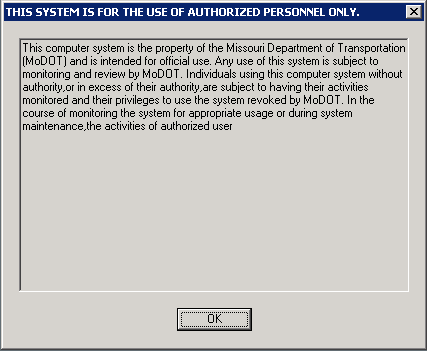 THIS SYSTEM IS FOR THE USE OF AUTHORIZED PERSONNEL ONLY.
This computer system is the property of the Missouri Department of Transportation
(MoDOT) and is intended for official use. Any use of this system is subject to
monitoring and review by MoDOT. Individuals using this computer system without
authority,or in excess of their authority,are subject to having their activities
monitored and their privileges to use the system revoked by MoDOT. In the
course of monitoring the system for appropriate usage or during system
maintenance,the activities of authorized user
OK